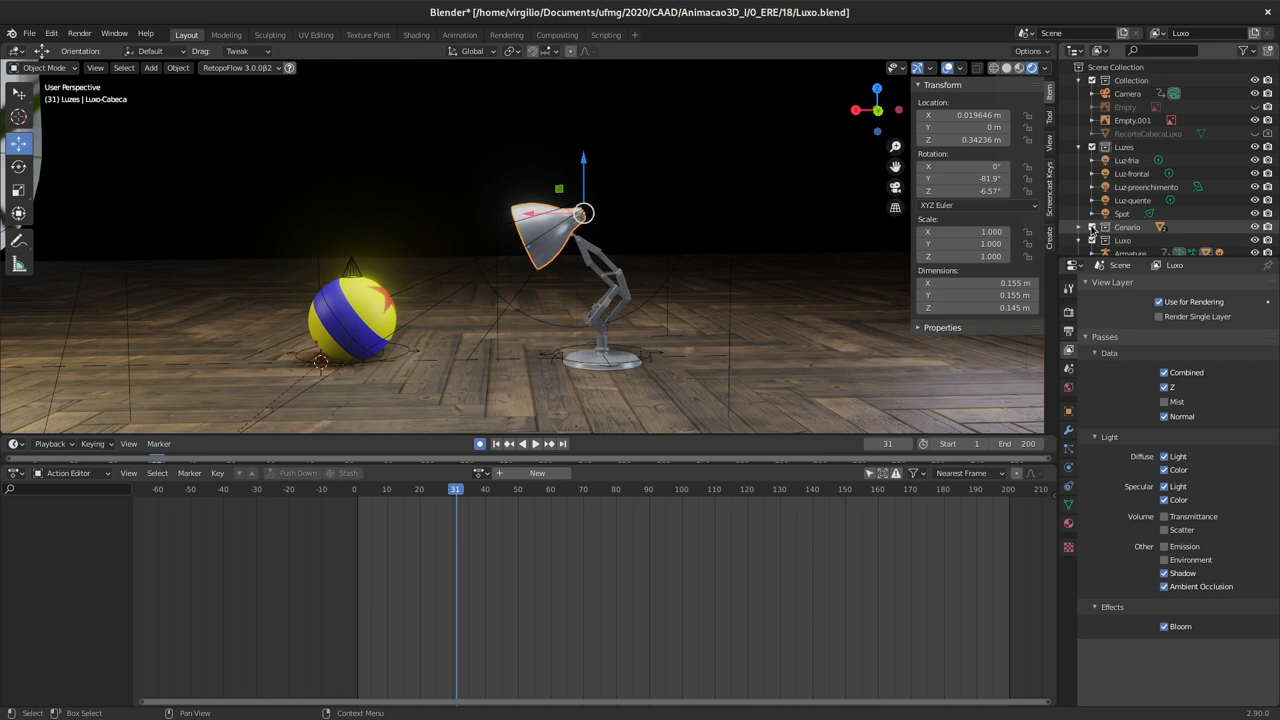 Blender* [/home/virgilio/Documents/ufmg/2020/CAAD/Animacao3D_I/0_ERE/18/Luxo.blend]
File Edit Render Window Help Layout Modeling Sculpting UV Editing Texture Paint Shading Animation Rendering Compositing Scripting + Scene Luxo
Orientation: Default Drag: Tweak Global Options
Object Mode View Select Add Object RetopoFlow 3.0.0β2
User Perspective
(31) Luzes | Luxo-Cabeca
Z
X
Y
Transform
Location:
X 0.019646 m
Y 0 m
Z 0.34236 m
Rotation:
X 0°
Y -81.9°
Z -6.57°
XYZ Euler
Scale:
X 1.000
Y 1.000
Z 1.000
Dimensions:
X 0.155 m
Y 0.155 m
Z 0.145 m
Properties
Item
Tool
View
Screencast Keys
Create
Scene Collection
Collection
Camera
Empty
Empty.001
RecorteCabecaLuxo
Luzes
Luz-fria
Luz-frontal
Luz-preenchimento
Luz-quente
Spot
Cenario
Luxo
Armature
Scene Luxo
View Layer
Use for Rendering
Render Single Layer
Passes
Data
Combined
Z
Mist
Normal
Light
Diffuse Light
Color
Specular Light
Color
Volume Transmittance
Scatter
Other Emission
Environment
Shadow
Ambient Occlusion
Effects
Bloom
Playback Keying View Marker 31 Start 1 End 200
Action Editor View Select Marker Key Push Down Stash New Nearest Frame
-60 -50 -40 -30 -20 -10 0 10 20 31 40 50 60 70 80 90 100 110 120 130 140 150 160 170 180 190 200 210
Select Box Select Pan View Context Menu 2.90.0